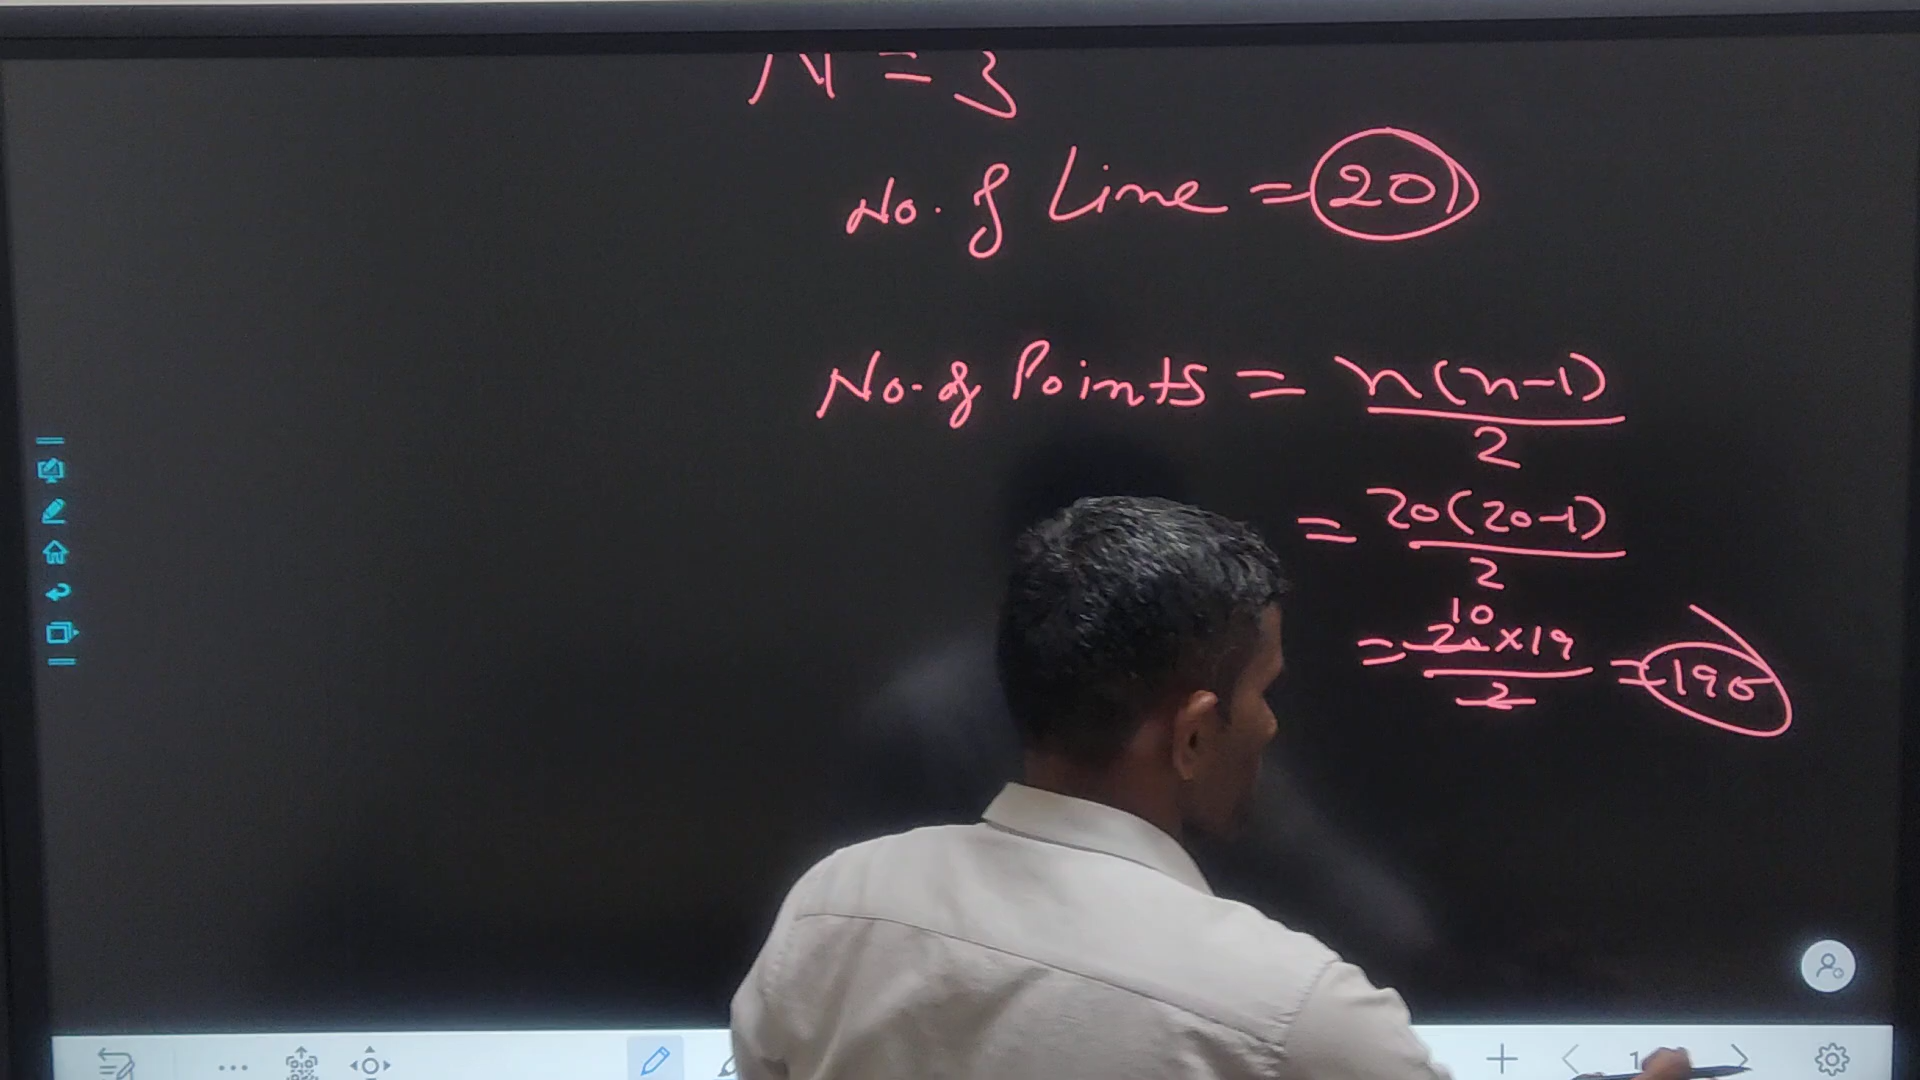 N = 3
No. of Line = 20
No. of Points = n(n-1)
2
= 20(20-1)
2
10
= 20 x 19 = 190
2
1